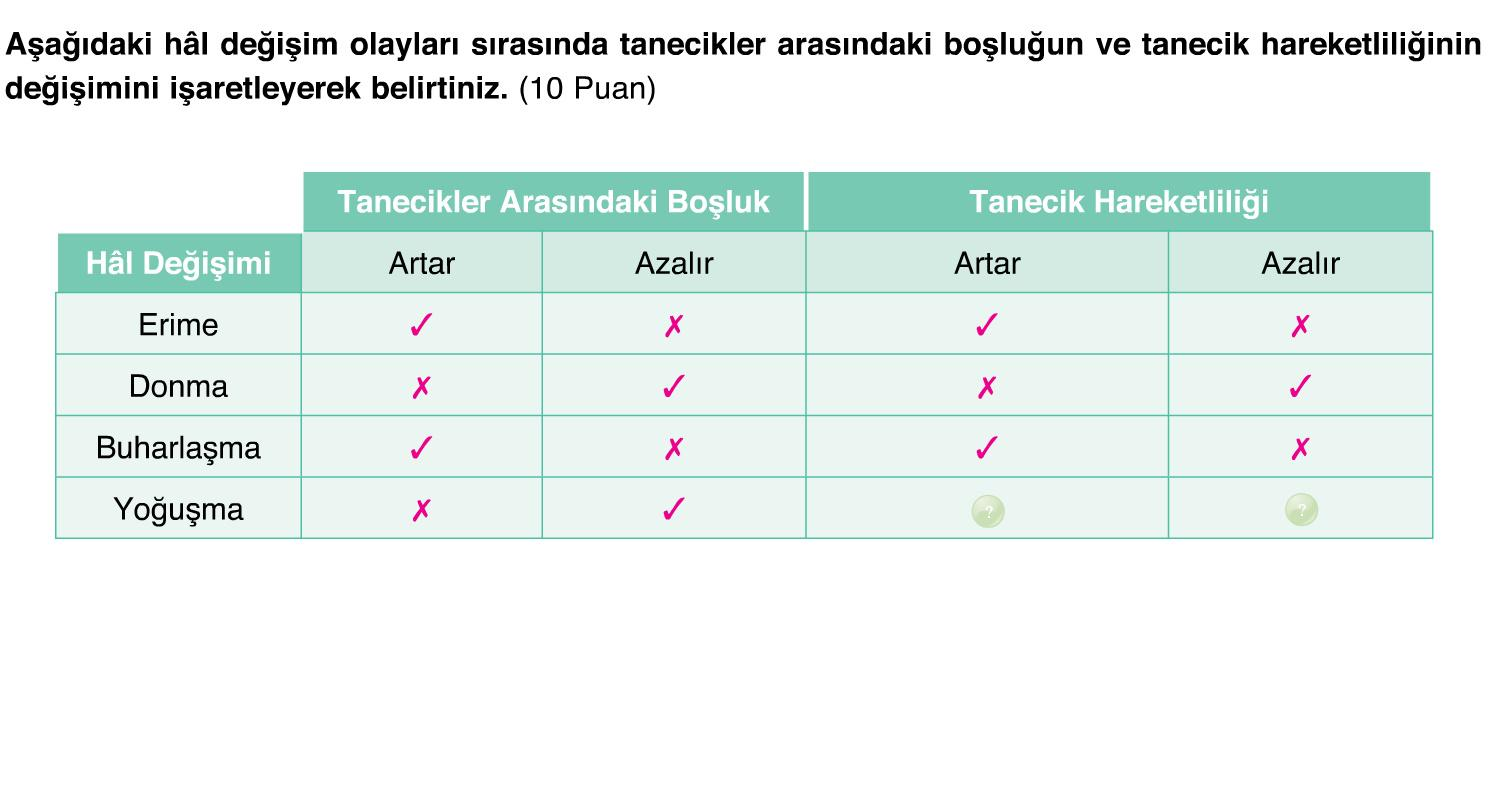 Aşağıdaki hâl değişim olayları sırasında tanecikler arasındaki boşluğun ve tanecik hareketliliğinin
değişimini işaretleyerek belirtiniz. (10 Puan)
Tanecikler Arasındaki Boşluk Tanecik Hareketliliği
Hâl Değişimi Artar Azalır Artar Azalır
Erime ✓ ✗ ✓ ✗
Donma ✗ ✓ ✗ ✓
Buharlaşma ✓ ✗ ✓ ✗
Yoğuşma ✗ ✓ ? ?